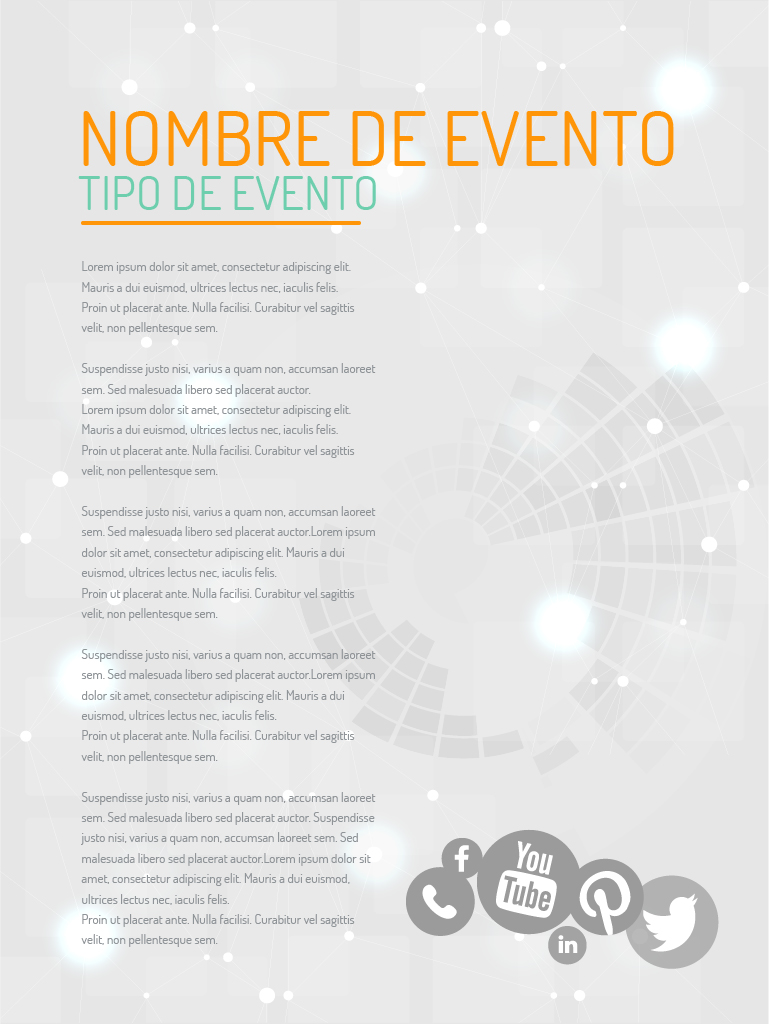 NOMBRE DE EVENTO
TIPO DE EVENTO
Lorem ipsum dolor sit amet, consectetur adipiscing elit.
Mauris a dui euismod, ultrices lectus nec, iaculis felis.
Proin ut placerat ante. Nulla facilisi. Curabitur vel sagittis
velit, non pellentesque sem.
Suspendisse justo nisi, varius a quam non, accumsan laoreet
sem. Sed malesuada libero sed placerat auctor.
Lorem ipsum dolor sit amet, consectetur adipiscing elit.
Mauris a dui euismod, ultrices lectus nec, iaculis felis.
Proin ut placerat ante. Nulla facilisi. Curabitur vel sagittis
velit, non pellentesque sem.
Suspendisse justo nisi, varius a quam non, accumsan laoreet
sem. Sed malesuada libero sed placerat auctor.Lorem ipsum
dolor sit amet, consectetur adipiscing elit. Mauris a dui
euismod, ultrices lectus nec, iaculis felis.
Proin ut placerat ante. Nulla facilisi. Curabitur vel sagittis
velit, non pellentesque sem.
Suspendisse justo nisi, varius a quam non, accumsan laoreet
sem. Sed malesuada libero sed placerat auctor.Lorem ipsum
dolor sit amet, consectetur adipiscing elit. Mauris a dui
euismod, ultrices lectus nec, iaculis felis.
Proin ut placerat ante. Nulla facilisi. Curabitur vel sagittis
velit, non pellentesque sem.
Suspendisse justo nisi, varius a quam non, accumsan laoreet
sem. Sed malesuada libero sed placerat auctor. Suspendisse
justo nisi, varius a quam non, accumsan laoreet sem. Sed
malesuada libero sed placerat auctor.Lorem ipsum dolor sit
amet, consectetur adipiscing elit. Mauris a dui euismod,
ultrices lectus nec, iaculis felis.
Proin ut placerat ante. Nulla facilisi. Curabitur vel sagittis
velit, non pellentesque sem.
f
You
Tube
in